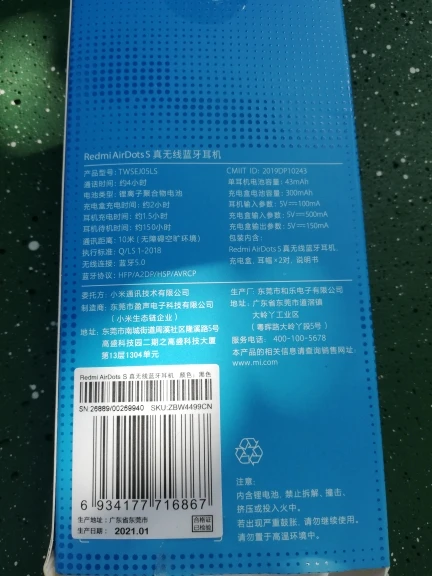 Redmi AirDots S 真无线蓝牙耳机
产品型号: TWSEJ05LS
通话时间: 约4小时
电池类型: 锂离子聚合物电池
充电盒充电时间: 约2小时
耳机充电时间: 约1.5小时
耳机待机时间: 约150小时
通讯距离: 10米 (无障碍空旷环境)
执行标准: Q/LS 1-2018
无线连接: 蓝牙5.0
蓝牙协议: HFP/A2DP/HSP/AVRCP
CMIIT ID: 2019DP10243
单耳机电池容量: 43mAh
充电盒电池容量: 300mAh
耳机输入参数: 5V⎓100mA
充电盒输入参数: 5V⎓500mA
充电盒输出参数: 5V⎓150mA
包装内含:
Redmi AirDots S真无线蓝牙耳机、
充电盒、耳帽×2对、说明书
委托方: 小米通讯技术有限公司
制造商: 东莞市盈声电子科技有限公司
(小米生态链企业)
地址: 东莞市南城街道周溪社区隆溪路5号
高盛科技园二期之高盛科技大厦
第13层1304单元
生产厂: 东莞市和乐电子有限公司
地址: 广东省东莞市道滘镇
大岭丫工业区
(粤晖路大岭丫段5号)
服务电话: 400-100-5678
本产品的相关信息请查询销售网址:
www.mi.com
Redmi AirDots S 真无线蓝牙耳机 颜色: 黑色
SN:26889/00269940 SKU:ZBW4499CN
6 934177 716867
生产地址: 广东省东莞市
生产日期: 2021.01
合格证
已检验
注意:
内含锂电池, 禁止拆解、撞击、
挤压或投入火中。
若出现严重鼓胀, 请勿继续使用。
请勿置于高温环境中。